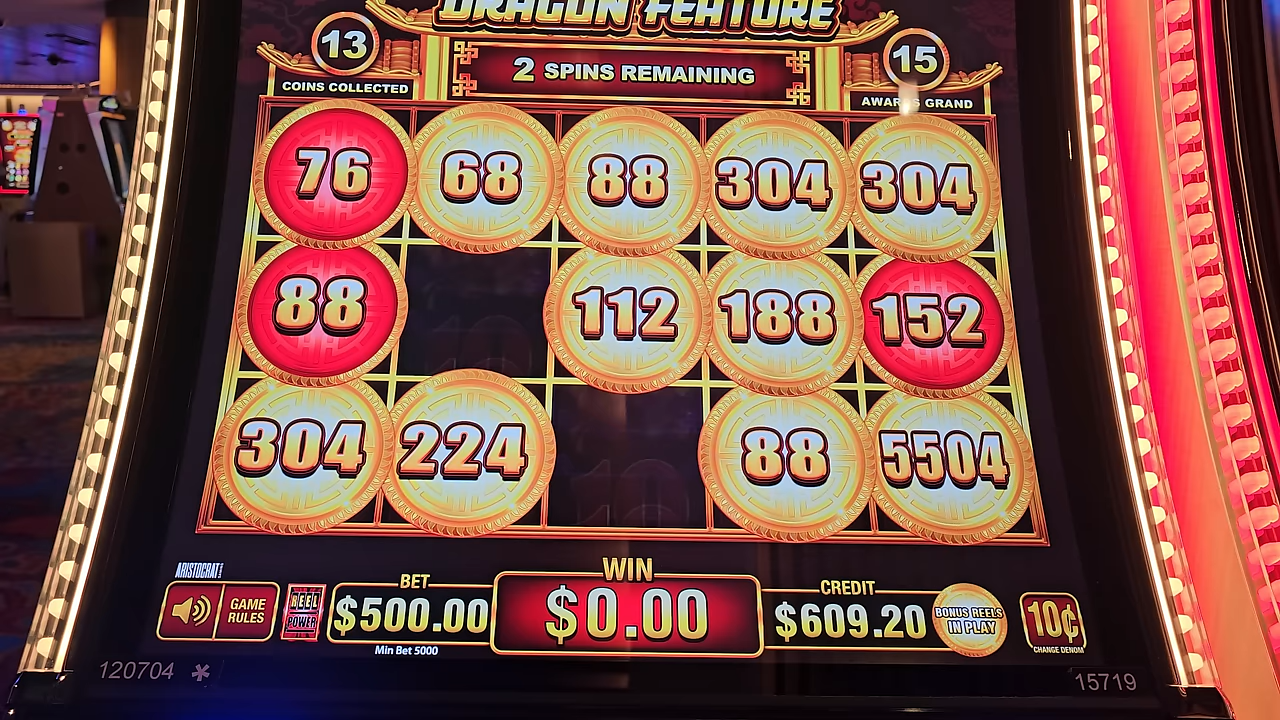 DRAGON FEATURE
13
COINS COLLECTED
2 SPINS REMAINING
15
AWARDS GRAND
76 68 88 304 304
88 112 188 152
304 224 88 5504
ARISTOCRAT
GAME RULES
REEL POWER
BET
$500.00
Min Bet 5000
WIN
$0.00
CREDIT
$609.20
BONUS REELS
IN PLAY
10¢
CHANGE DENOM
120704 *
15719